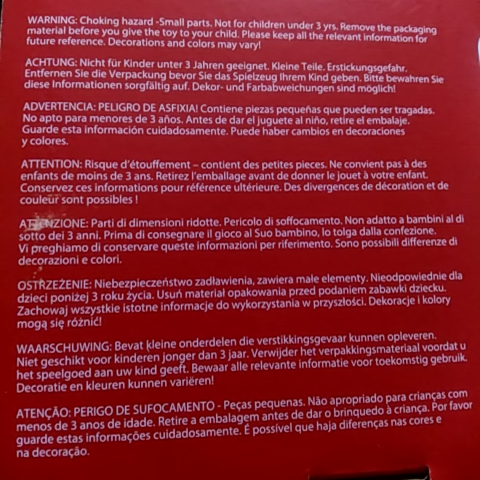 WARNING: Choking hazard -Small parts. Not for children under 3 yrs. Remove the packaging
material before you give the toy to your child. Please keep all the relevant information for
future reference. Decorations and colors may vary!
ACHTUNG: Nicht für Kinder unter 3 Jahren geeignet. Kleine Teile. Erstickungsgefahr.
Entfernen Sie die Verpackung bevor Sie das Spielzeug Ihrem Kind geben. Bitte bewahren Sie
diese Informationen sorgfältig auf. Dekor- und Farbabweichungen sind möglich!
ADVERTENCIA: PELIGRO DE ASFIXIA! Contiene piezas pequeñas que pueden ser tragadas.
No apto para menores de 3 años. Antes de dar el juguete al niño, retire el embalaje.
Guarde esta información cuidadosamente. Puede haber cambios en decoraciones
y colores.
ATTENTION: Risque d'étouffement – contient des petites pieces. Ne convient pas à des
enfants de moins de 3 ans. Retirez l'emballage avant de donner le jouet à votre enfant.
Conservez ces informations pour référence ultérieure. Des divergences de décoration et de
couleur sont possibles !
ATTENZIONE: Parti di dimensioni ridotte. Pericolo di soffocamento. Non adatto a bambini al di
sotto dei 3 anni. Prima di consegnare il gioco al Suo bambino, lo tolga dalla confezione.
Vi preghiamo di conservare queste informazioni per riferimento. Sono possibili differenze di
decorazioni e colori.
OSTRZEŻENIE: Niebezpieczeństwo zadławienia, zawiera małe elementy. Nieodpowiednie dla
dzieci poniżej 3 roku życia. Usuń materiał opakowania przed podaniem zabawki dziecku.
Zachowaj wszystkie istotne informacje do wykorzystania w przyszłości. Dekoracje i kolory
mogą się różnić!
WAARSCHUWING: Bevat kleine onderdelen die verstikkingsgevaar kunnen opleveren.
Niet geschikt voor kinderen jonger dan 3 jaar. Verwijder het verpakkingsmateriaal voordat u
het speelgoed aan uw kind geeft. Bewaar alle relevante informatie voor toekomstig gebruik.
Decoratie en kleuren kunnen variëren!
ATENÇÃO: PERIGO DE SUFOCAMENTO - Peças pequenas. Não apropriado para crianças com
menos de 3 anos de idade. Retire a embalagem antes de dar o brinquedo à criança. Por favor
guarde estas informações cuidadosamente. É possível que haja diferenças nas cores e
na decoração.